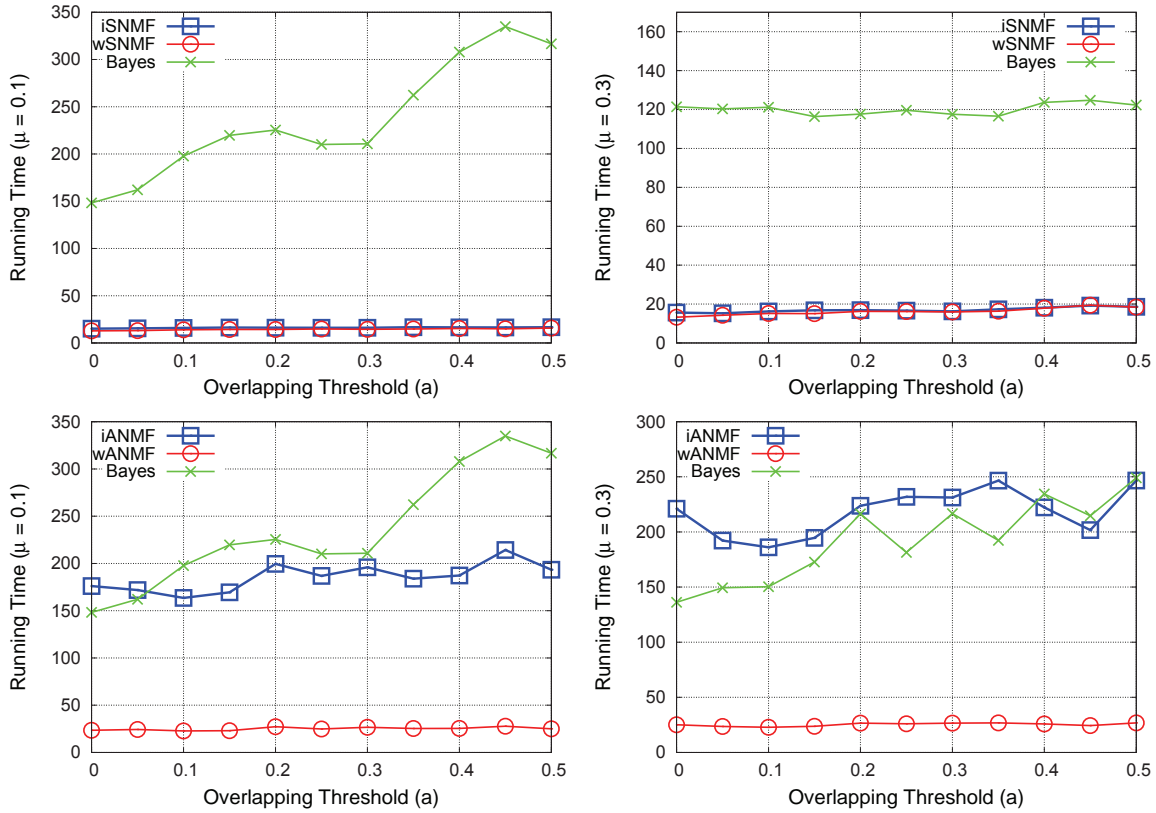 350
300
250
200
150
100
50
0
Running Time (μ = 0.1)
iSNMF
wSNMF
Bayes
0 0.1 0.2 0.3 0.4 0.5
Overlapping Threshold (a)
160
140
120
100
80
60
40
20
0
Running Time (μ = 0.3)
iSNMF
wSNMF
Bayes
0 0.1 0.2 0.3 0.4 0.5
Overlapping Threshold (a)
350
300
250
200
150
100
50
0
Running Time (μ = 0.1)
iANMF
wANMF
Bayes
0 0.1 0.2 0.3 0.4 0.5
Overlapping Threshold (a)
300
250
200
150
100
50
0
Running Time (μ = 0.3)
iANMF
wANMF
Bayes
0 0.1 0.2 0.3 0.4 0.5
Overlapping Threshold (a)